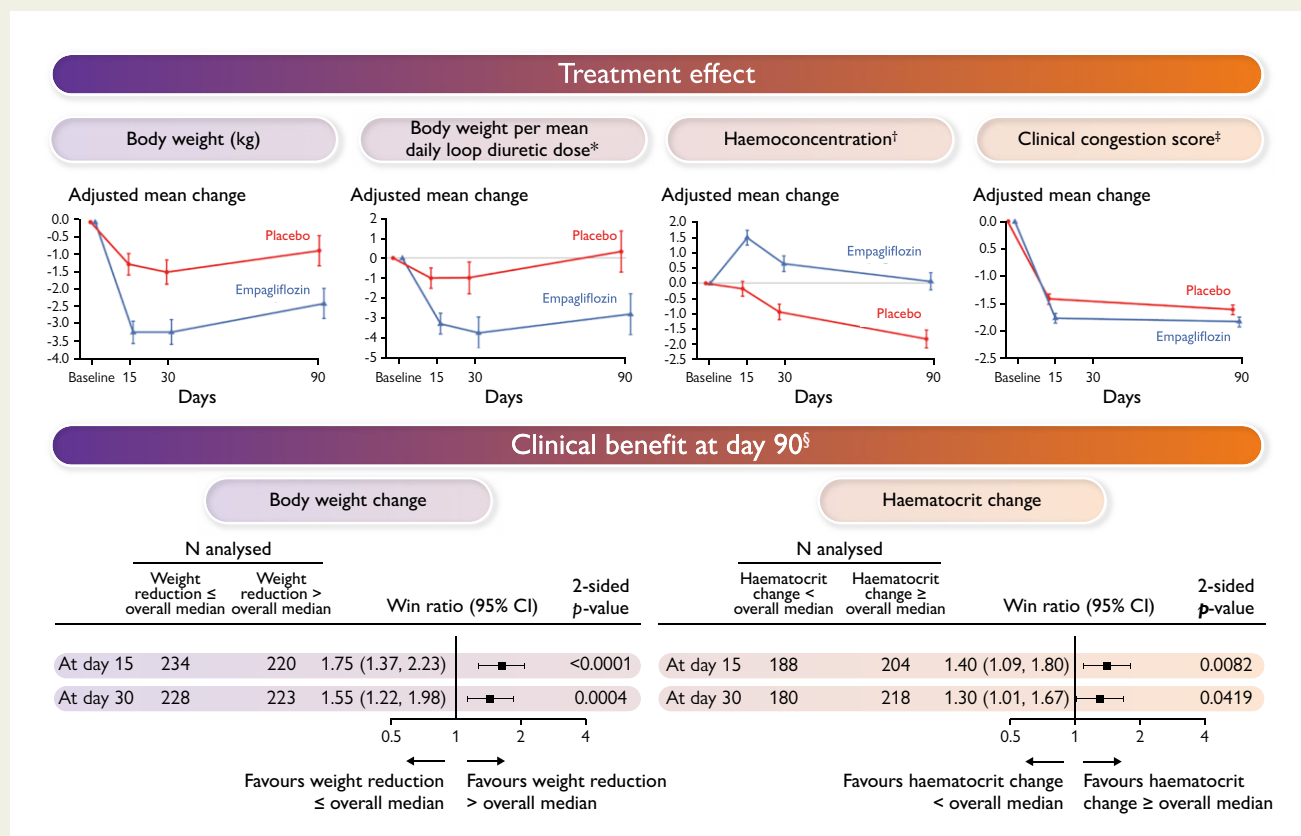 Treatment effect
Body weight (kg)
Body weight per mean
daily loop diuretic dose*
Haemoconcentration†
Clinical congestion score‡
Adjusted mean change
0.0
-0.5
-1.0
-1.5
-2.0
-2.5
-3.0
-3.5
-4.0
Placebo
Empagliflozin
Baseline 15 30 90
Days
Adjusted mean change
2
1
0
-1
-2
-3
-4
-5
Placebo
Empagliflozin
Baseline 15 30 90
Days
Adjusted mean change
2.0
1.5
1.0
0.5
0.0
-0.5
-1.0
-1.5
-2.0
-2.5
Empagliflozin
Placebo
Baseline 15 30 90
Days
Adjusted mean change
0.0
0.5
-1.0
-1.5
-2.0
-2.5
Placebo
Empagliflozin
Baseline 15 30 90
Days
Clinical benefit at day 90§
Body weight change
N analysed
Weight
reduction ≤
overall median
Weight
reduction >
overall median
Win ratio (95% CI)
2-sided
p-value
At day 15 234 220 1.75 (1.37, 2.23) <0.0001
At day 30 228 223 1.55 (1.22, 1.98) 0.0004
0.5 1 2 4
Favours weight reduction
≤ overall median
Favours weight reduction
> overall median
Haematocrit change
N analysed
Haematocrit
change <
overall median
Haematocrit
change ≥
overall median
Win ratio (95% CI)
2-sided
p-value
At day 15 188 204 1.40 (1.09, 1.80) 0.0082
At day 30 180 218 1.30 (1.01, 1.67) 0.0419
0.5 1 2 4
Favours haematocrit change
< overall median
Favours haematocrit
change ≥ overall median